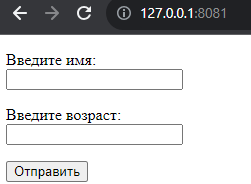 127.0.0.1:8081
Введите имя:
Введите возраст:
Отправить